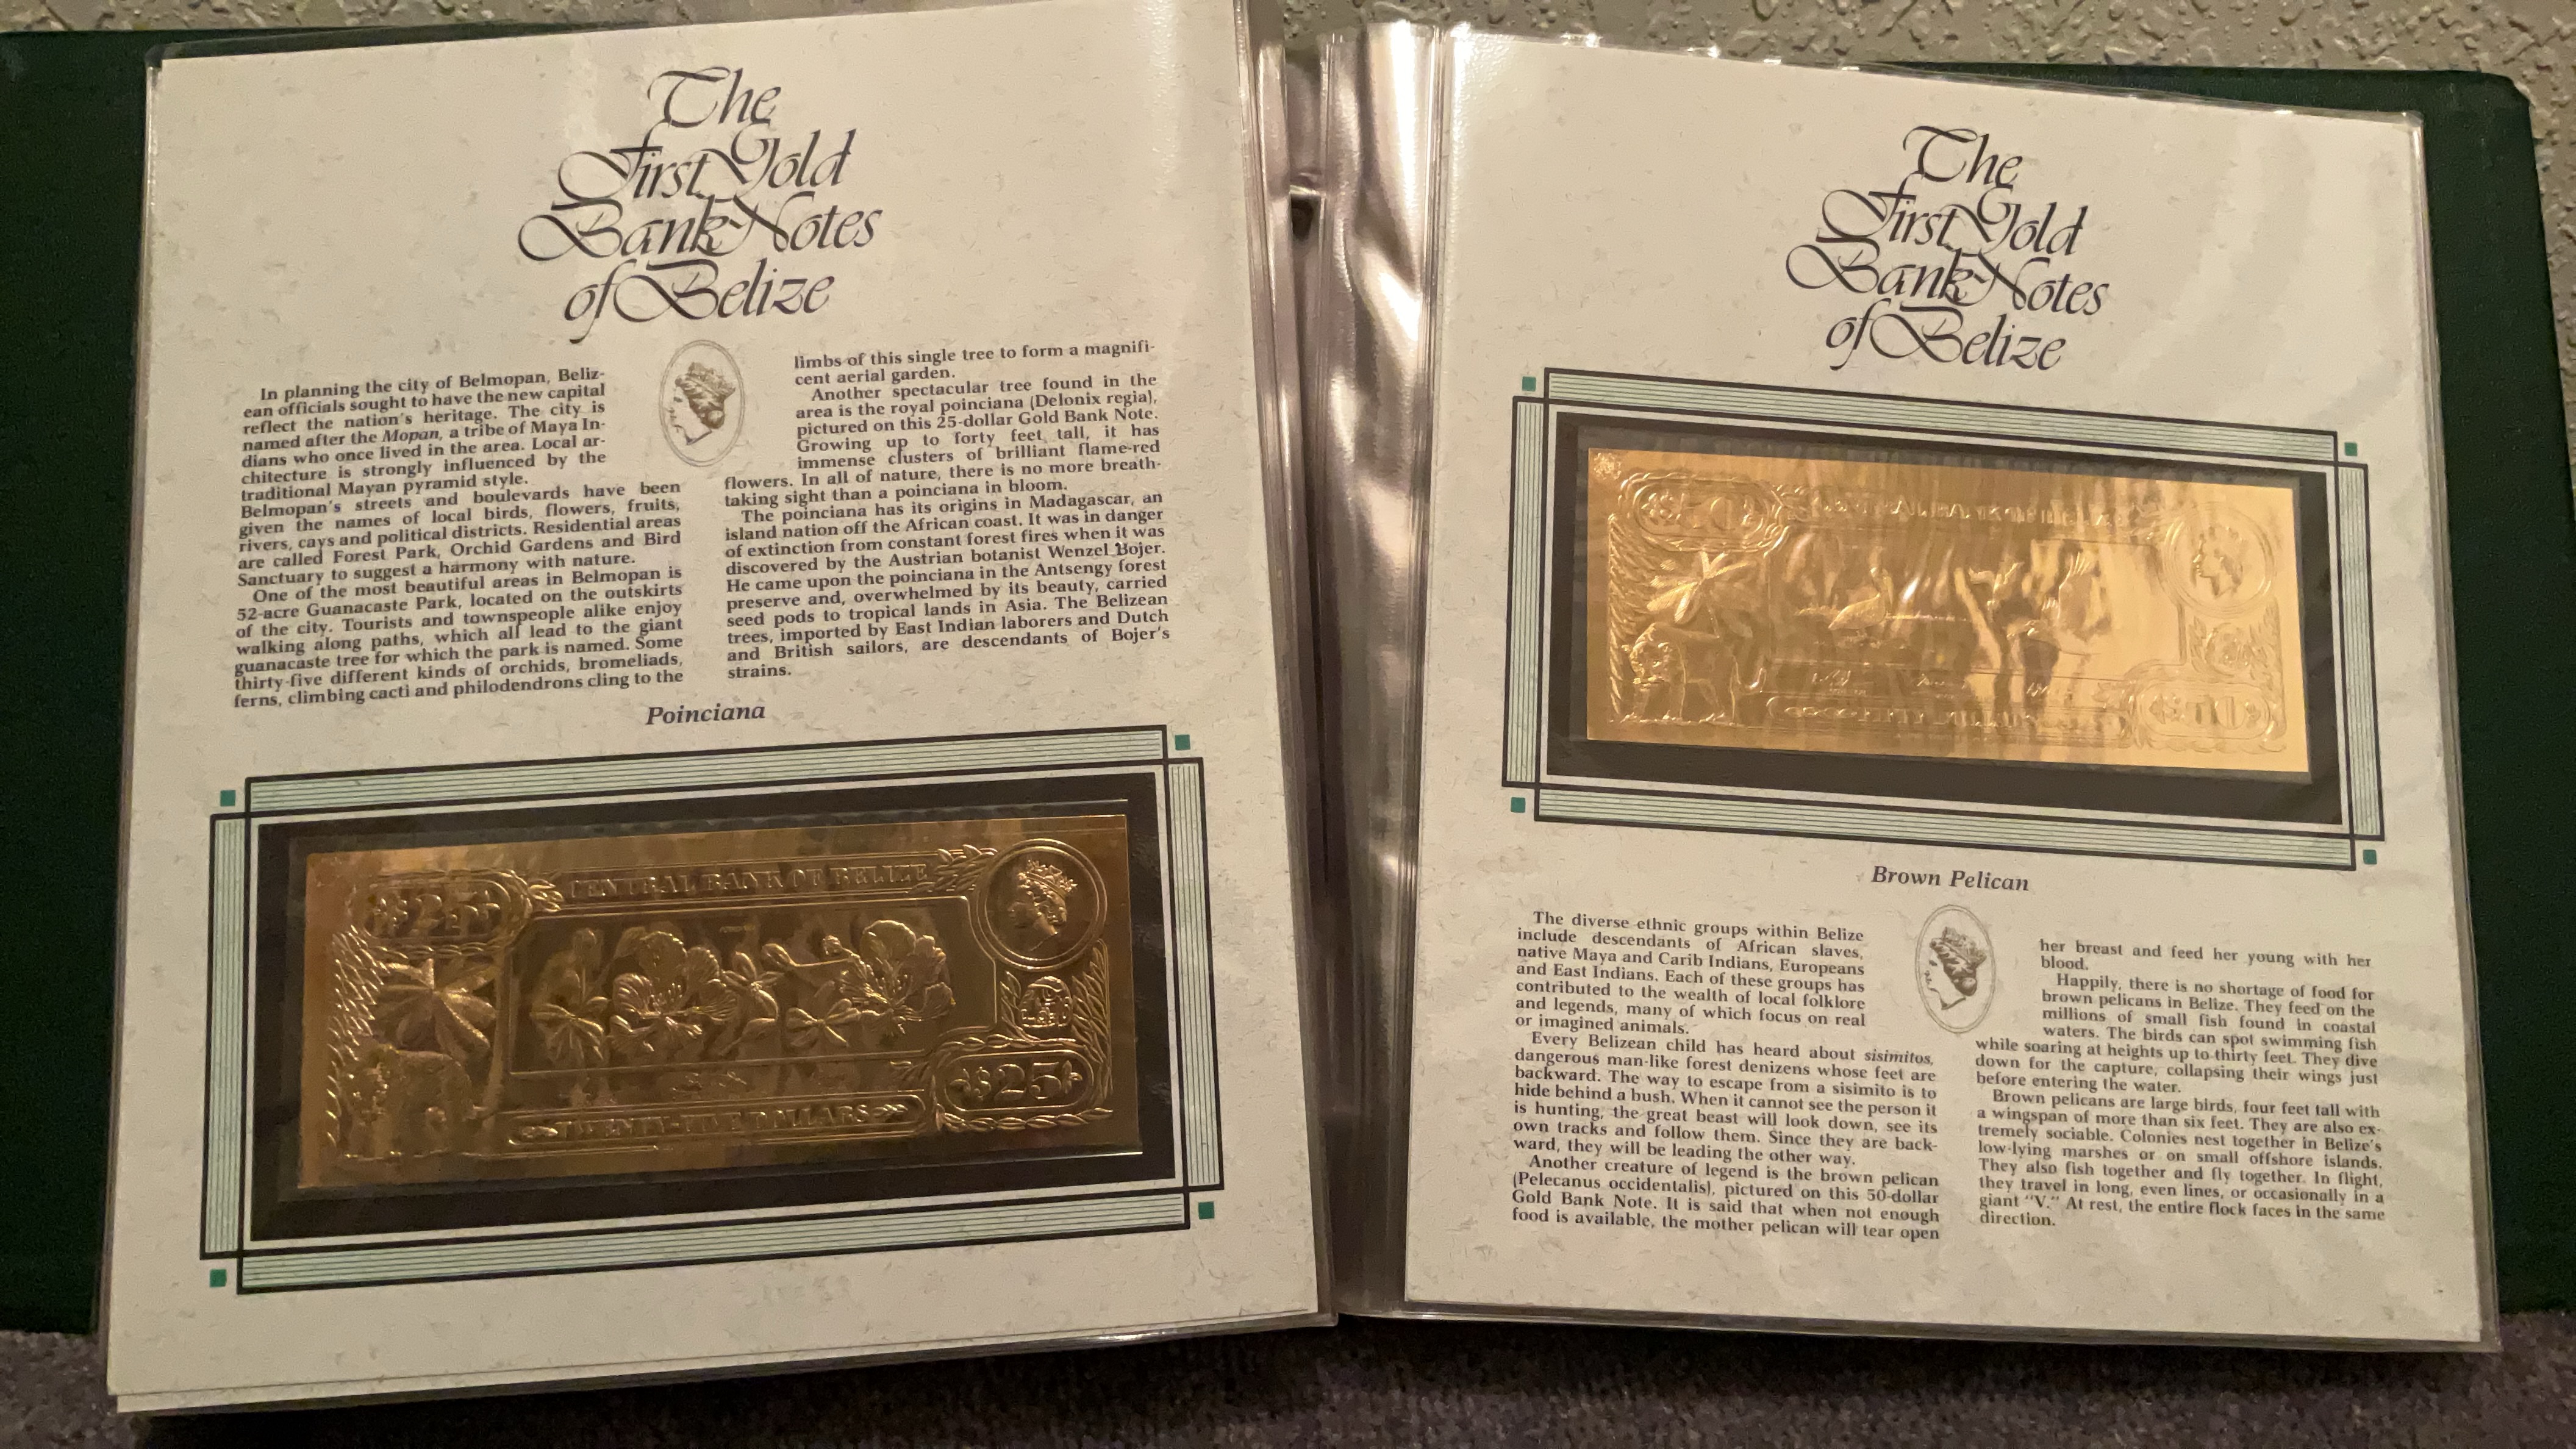 The
First Gold
Bank Notes
of Belize
In planning the city of Belmopan, Beliz-
ean officials sought to have the new capital
reflect the nation's heritage. The city is
named after the Mopan, a tribe of Maya In-
dians who once lived in the area. Local ar-
chitecture is strongly influenced by the
traditional Mayan pyramid style.
Belmopan's streets and boulevards have been
given the names of local birds, flowers, fruits,
rivers, cays and political districts. Residential areas
are called Forest Park, Orchid Gardens and Bird
Sanctuary to suggest a harmony with nature.
One of the most beautiful areas in Belmopan is
52-acre Guanacaste Park, located on the outskirts
of the city. Tourists and townspeople alike enjoy
walking along paths, which all lead to the giant
guanacaste tree for which the park is named. Some
thirty-five different kinds of orchids, bromeliads,
ferns, climbing cacti and philodendrons cling to the
limbs of this single tree to form a magnifi-
cent aerial garden.
Another spectacular tree found in the
area is the royal poinciana (Delonix regia),
pictured on this 25-dollar Gold Bank Note.
Growing up to forty feet tall, it has
immense clusters of brilliant flame-red
flowers. In all of nature, there is no more breath-
taking sight than a poinciana in bloom.
The poinciana has its origins in Madagascar, an
island nation off the African coast. It was in danger
of extinction from constant forest fires when it was
discovered by the Austrian botanist Wenzel Bojer.
He came upon the poinciana in the Antsengy forest
preserve and, overwhelmed by its beauty, carried
seed pods to tropical lands in Asia. The Belizean
trees, imported by East Indian laborers and Dutch
and British sailors, are descendants of Bojer's
strains.
Poinciana
$25
CENTRAL BANK OF BELIZE
TWENTY-FIVE DOLLARS
$25
The
First Gold
Bank Notes
of Belize
FIFTY DOLLARS
Brown Pelican
The diverse ethnic groups within Belize
include descendants of African slaves,
native Maya and Carib Indians, Europeans
and East Indians. Each of these groups has
contributed to the wealth of local folklore
and legends, many of which focus on real
or imagined animals.
Every Belizean child has heard about sisimitos,
dangerous man-like forest denizens whose feet are
backward. The way to escape from a sisimito is to
hide behind a bush. When it cannot see the person it
is hunting, the great beast will look down, see its
own tracks and follow them. Since they are back-
ward, they will be leading the other way.
Another creature of legend is the brown pelican
(Pelecanus occidentalis), pictured on this 50-dollar
Gold Bank Note. It is said that when not enough
food is available, the mother pelican will tear open
her breast and feed her young with her
blood.
Happily, there is no shortage of food for
brown pelicans in Belize. They feed on the
millions of small fish found in coastal
waters. The birds can spot swimming fish
while soaring at heights up to thirty feet. They dive
down for the capture, collapsing their wings just
before entering the water.
Brown pelicans are large birds, four feet tall with
a wingspan of more than six feet. They are also ex-
tremely sociable. Colonies nest together in Belize's
low-lying marshes or on small offshore islands.
They also fish together and fly together. In flight,
they travel in long, even lines, or occasionally in a
giant "V." At rest, the entire flock faces in the same
direction.